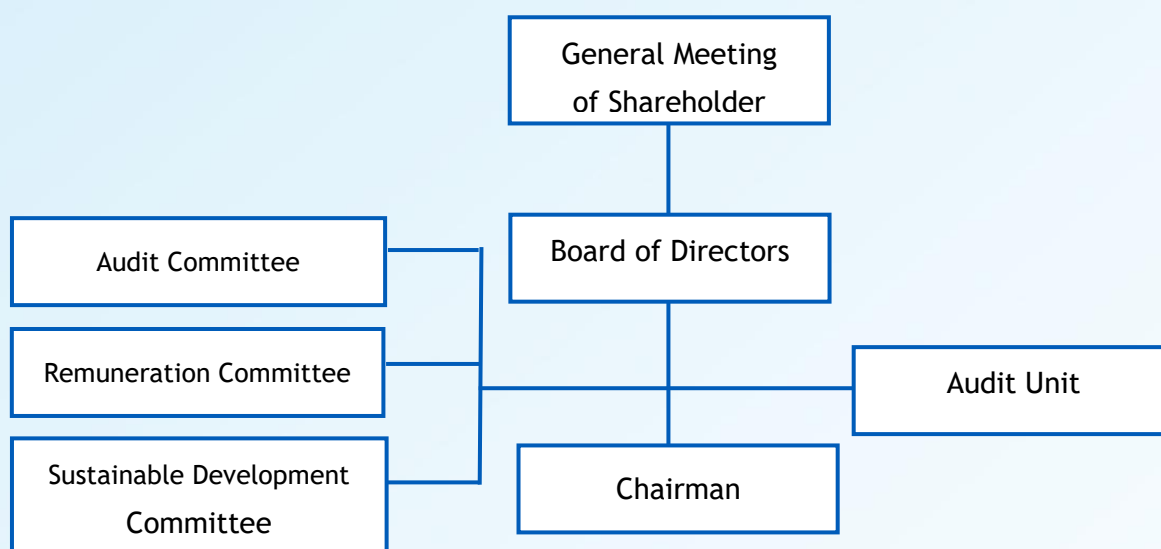 General Meeting
of Shareholder
Board of Directors
Audit Committee
Remuneration Committee
Audit Unit
Sustainable Development
Committee
Chairman